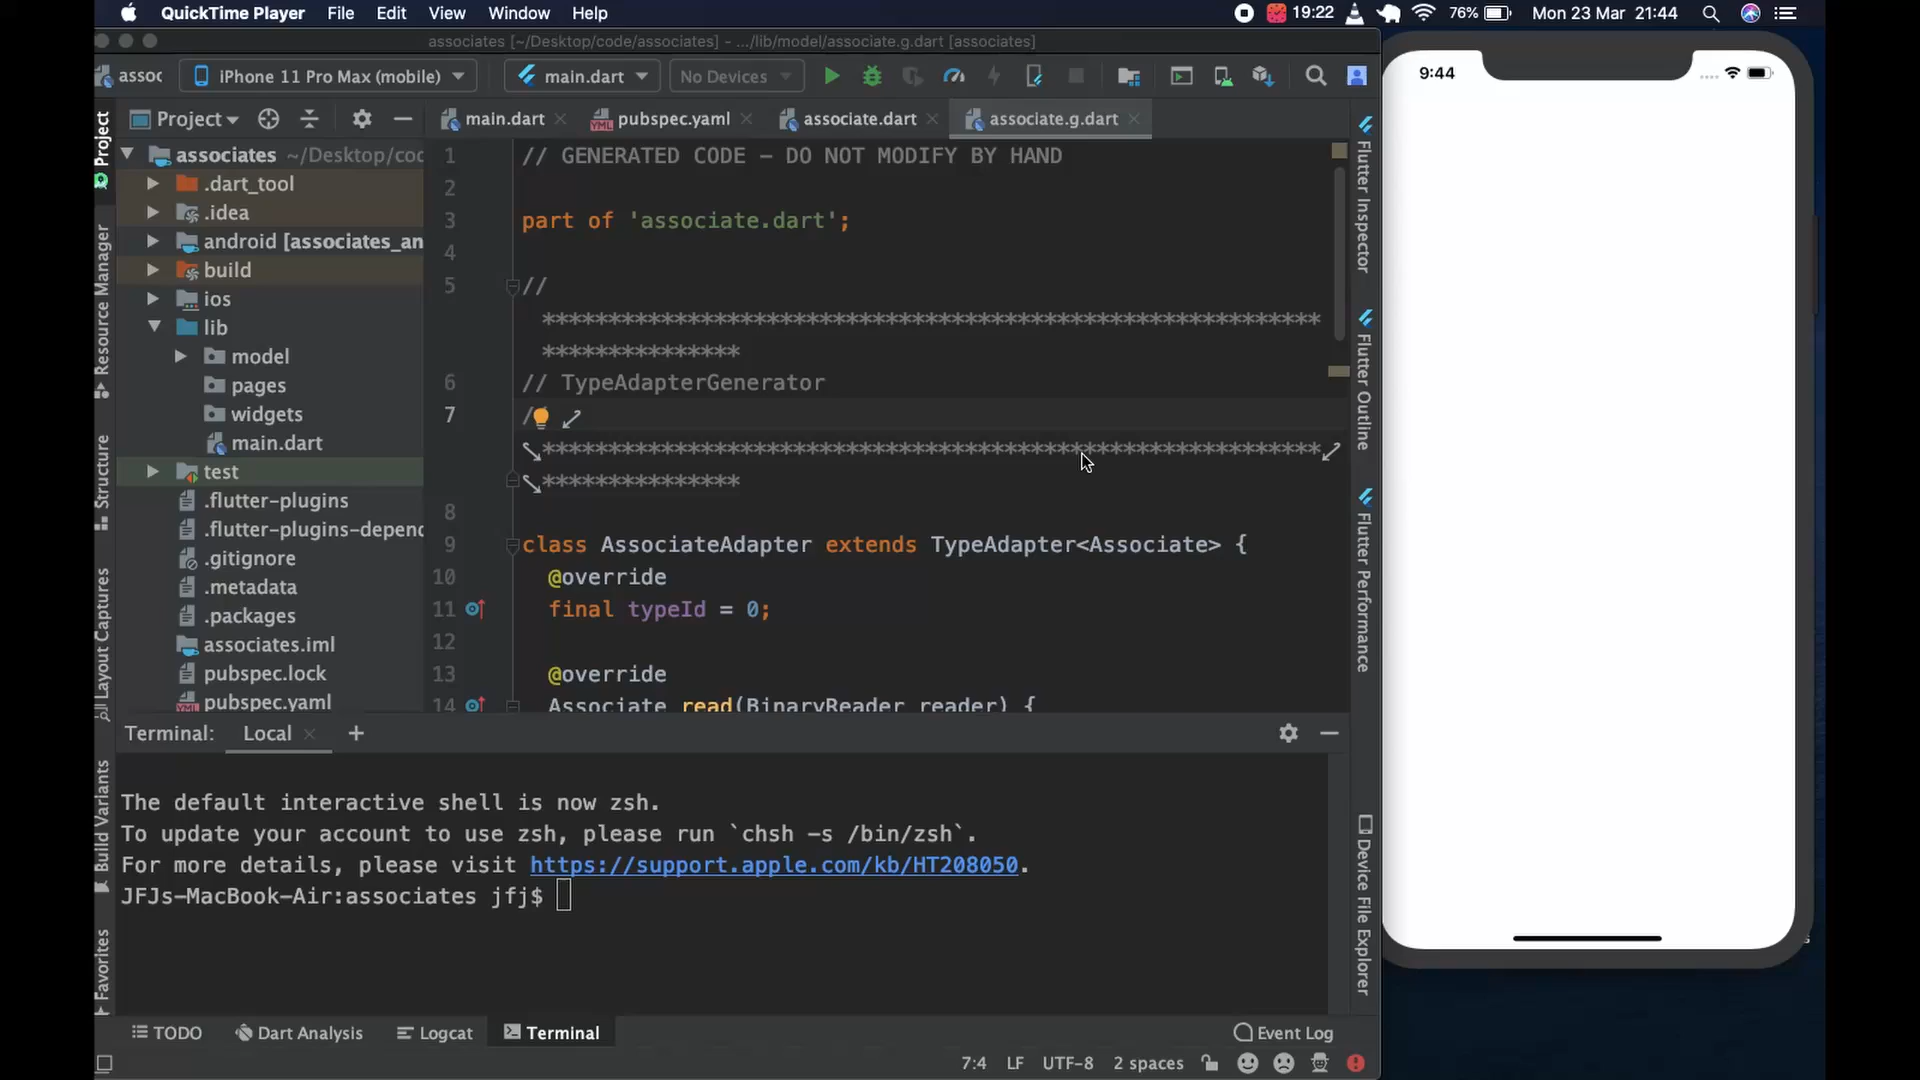 QuickTime Player File Edit View Window Help 19:22 76% Mon 23 Mar 21:44
associates [~/Desktop/code/associates] - .../lib/model/associate.g.dart [associates]
assoc iPhone 11 Pro Max (mobile) main.dart No Devices
Project main.dart pubspec.yaml associate.dart associate.g.dart
Project
Resource Manager
Structure
Layout Captures
Build Variants
Favorites
associates ~/Desktop/coc
.dart_tool
.idea
android [associates_an
build
ios
lib
model
pages
widgets
main.dart
test
.flutter-plugins
.flutter-plugins-depend
.gitignore
.metadata
.packages
associates.iml
pubspec.lock
pubspec.yaml
1 // GENERATED CODE - DO NOT MODIFY BY HAND
2
3 part of 'associate.dart';
4
5 //
***********************************************************
***************
6 // TypeAdapterGenerator
7 /
***********************************************************
***************
8
9 class AssociateAdapter extends TypeAdapter<Associate> {
10 @override
11 final typeId = 0;
12
13 @override
14 Associate read(BinaryReader reader) {
Flutter Inspector
Flutter Outline
Flutter Performance
Device File Explorer
9:44
Terminal: Local +
The default interactive shell is now zsh.
To update your account to use zsh, please run `chsh -s /bin/zsh`.
For more details, please visit https://support.apple.com/kb/HT208050.
JFJs-MacBook-Air:associates jfj$
TODO Dart Analysis Logcat Terminal Event Log
7:4 LF UTF-8 2 spaces